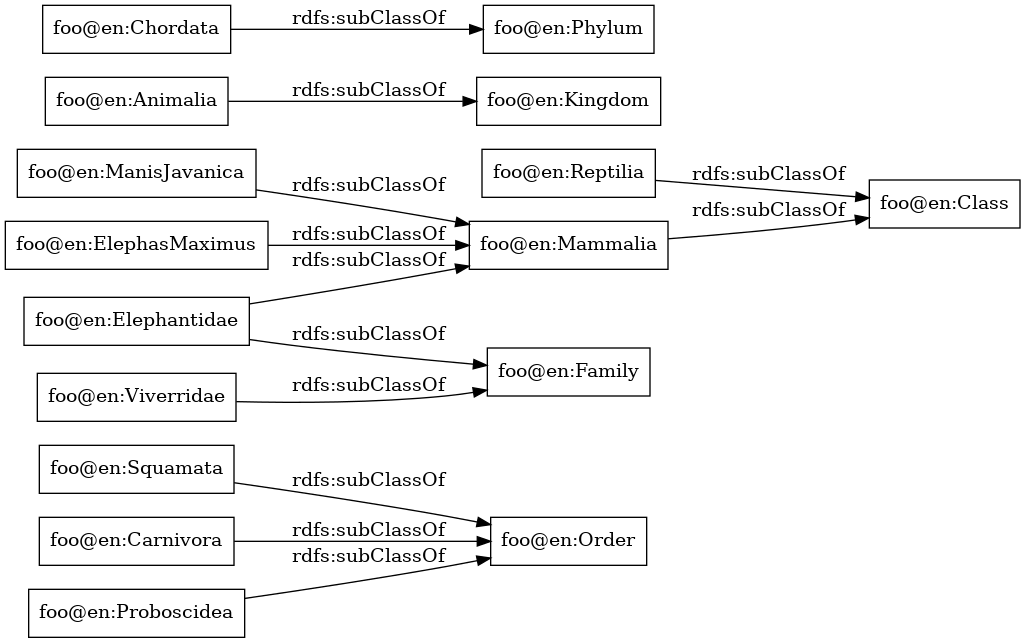 foo@en:Chordata
rdfs:subClassOf
foo@en:Phylum
foo@en:Animalia
rdfs:subClassOf
foo@en:Kingdom
foo@en:ManisJavanica
rdfs:subClassOf
foo@en:Reptilia
rdfs:subClassOf
foo@en:Class
foo@en:ElephasMaximus
rdfs:subClassOf
foo@en:Mammalia
rdfs:subClassOf
rdfs:subClassOf
foo@en:Elephantidae
rdfs:subClassOf
foo@en:Family
foo@en:Viverridae
rdfs:subClassOf
foo@en:Squamata
rdfs:subClassOf
foo@en:Carnivora
rdfs:subClassOf
foo@en:Order
rdfs:subClassOf
foo@en:Proboscidea